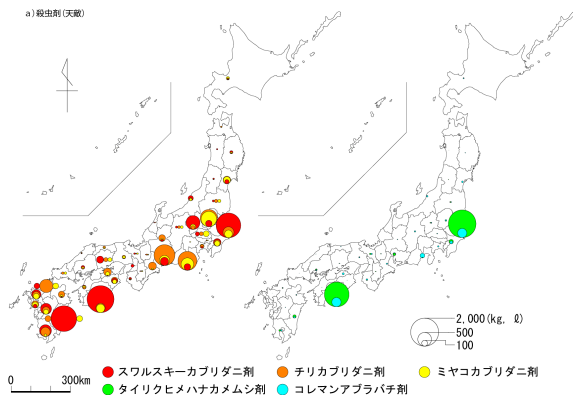 a)殺虫剤(天敵)
2,000(kg, ℓ)
500
100
スワルスキーカブリダニ剤 チリカブリダニ剤 ミヤコカブリダニ剤
タイリクヒメハナカメムシ剤 コレマンアブラバチ剤
0 300km